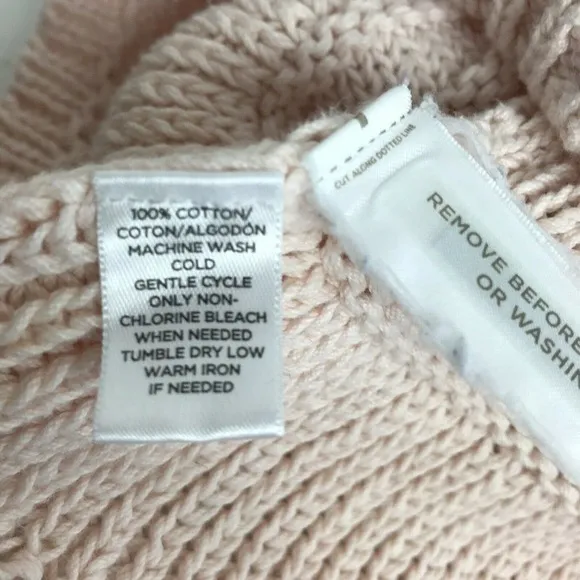 100% COTTON/
COTON/ALGODÓN
MACHINE WASH
COLD
GENTLE CYCLE
ONLY NON-
CHLORINE BLEACH
WHEN NEEDED
TUMBLE DRY LOW
WARM IRON
IF NEEDED
CUT ALONG DOTTED LINE
REMOVE BEFORE
OR WASHIN